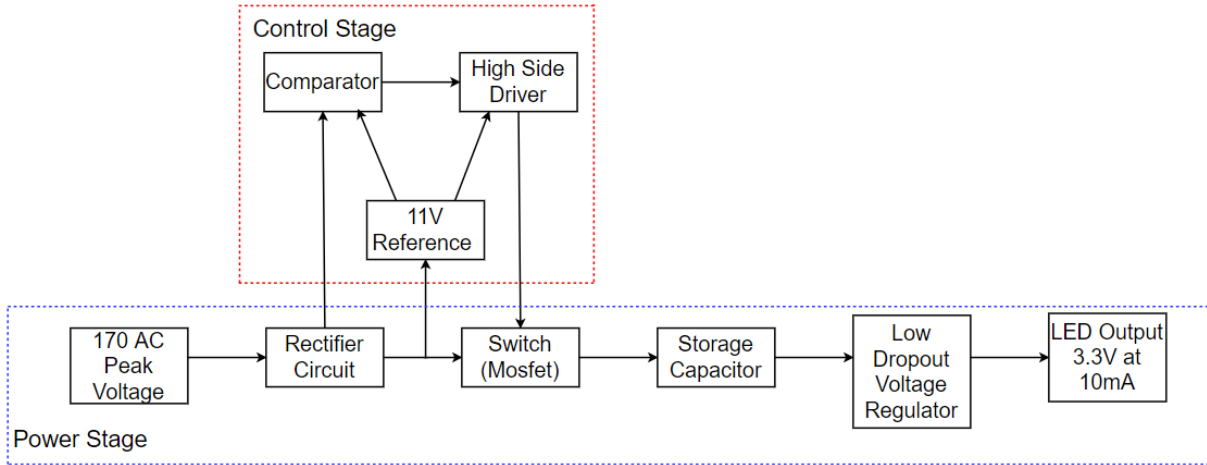 Control Stage
Comparator
High Side
Driver
11V
Reference
170 AC
Peak
Voltage
Rectifier
Circuit
Switch
(Mosfet)
Storage
Capacitor
Low
Dropout
Voltage
Regulator
LED Output
3.3V at
10mA
Power Stage